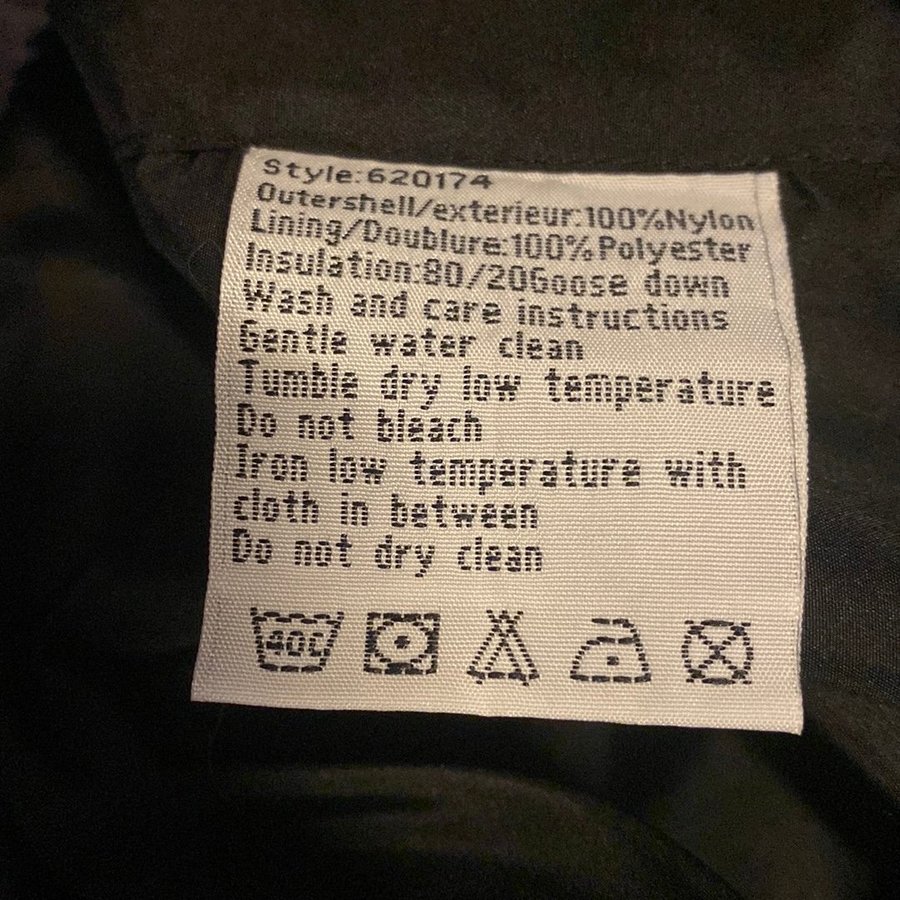 Style:620174
Outershell/exterieur:100%Nylon
Lining/Doublure:100%Polyester
Insulation:80/20Goose down
Wash and care instructions
Gentle water clean
Tumble dry low temperature
Do not bleach
Iron low temperature with
cloth in between
Do not dry clean
40C